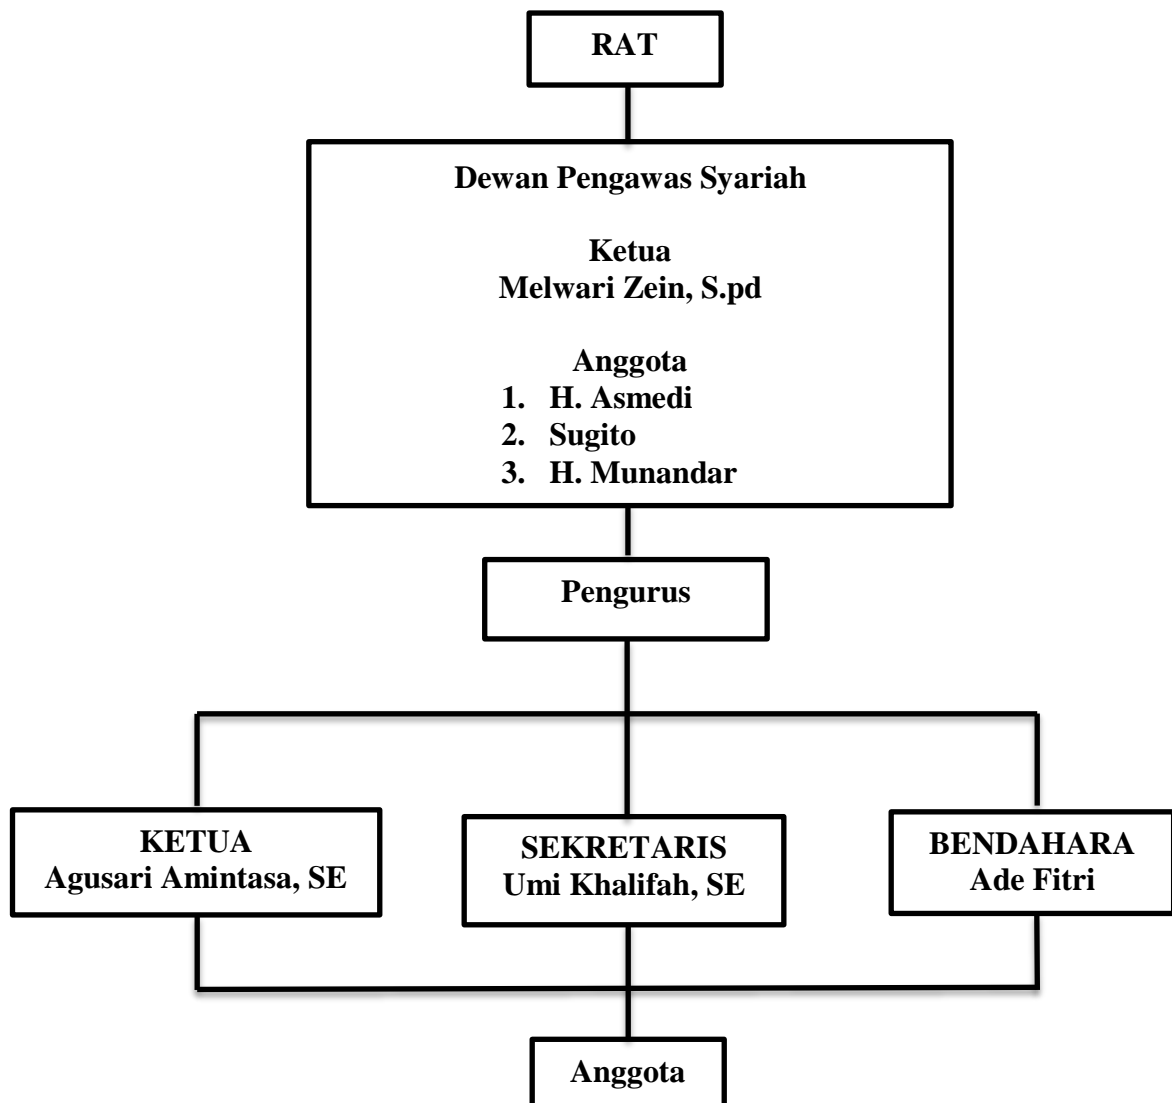 RAT
Dewan Pengawas Syariah
Ketua
Melwari Zein, S.pd
Anggota
1. H. Asmedi
2. Sugito
3. H. Munandar
Pengurus
KETUA
Agusari Amintasa, SE
SEKRETARIS
Umi Khalifah, SE
BENDAHARA
Ade Fitri
Anggota